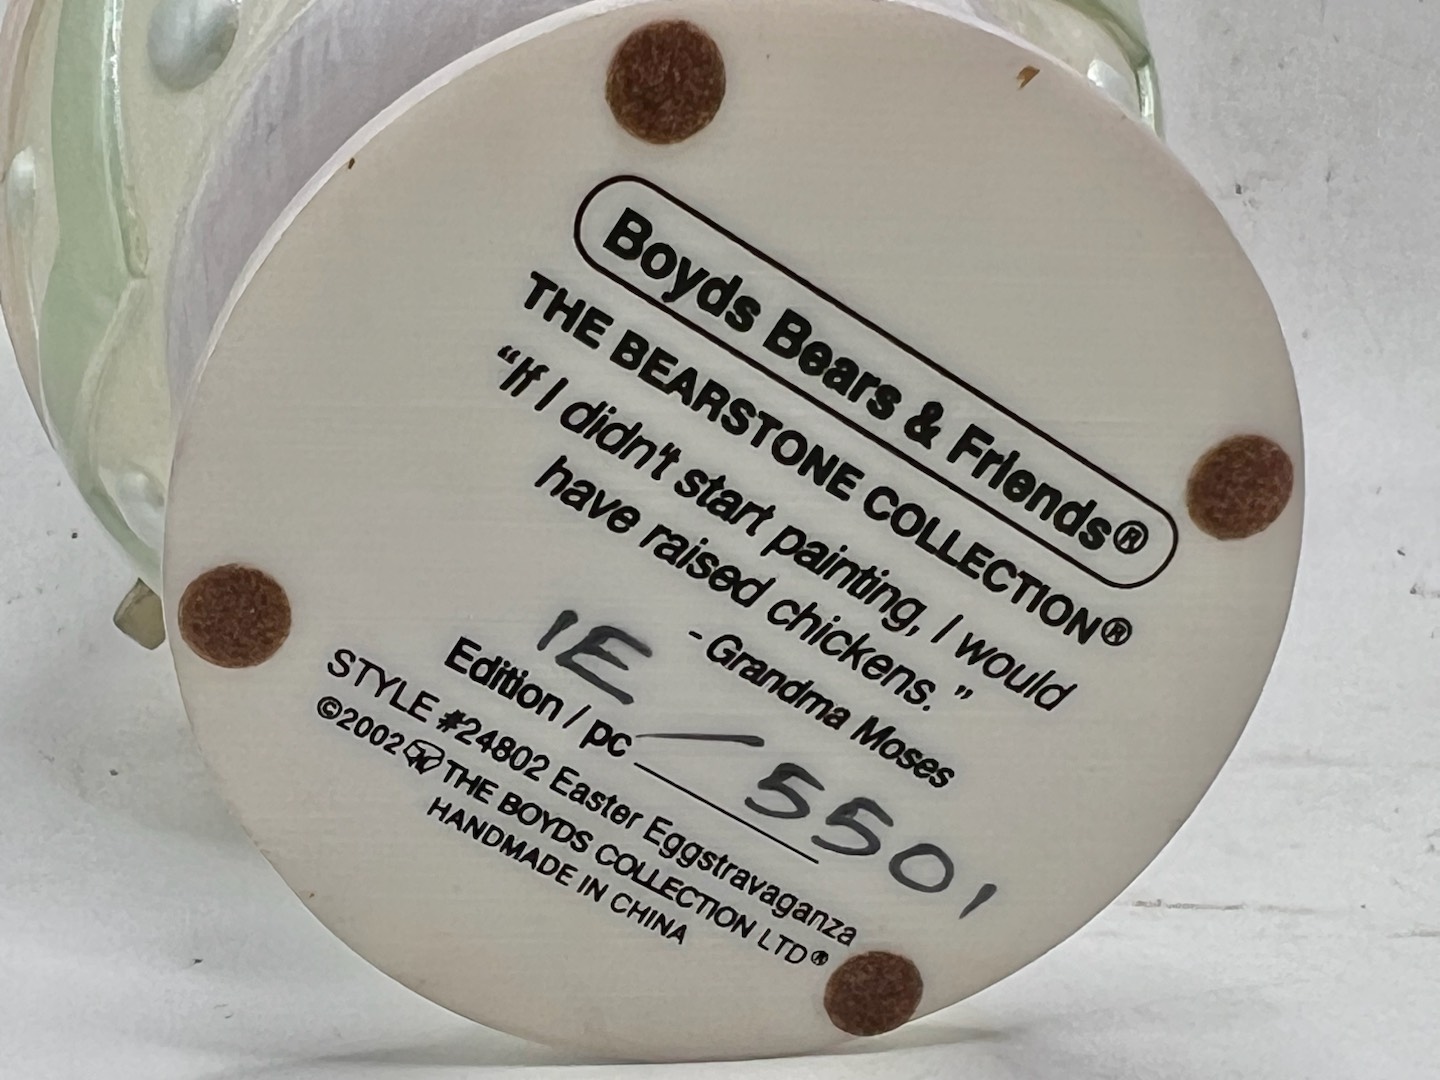 Boyds Bears & Friends®
THE BEARSTONE COLLECTION®
“If I didn't start painting, I would
have raised chickens.”
- Grandma Moses
1E – 5501
Edition / pc
STYLE #24802 Easter Eggstravaganza
©2002 THE BOYDS COLLECTION LTD®
HANDMADE IN CHINA